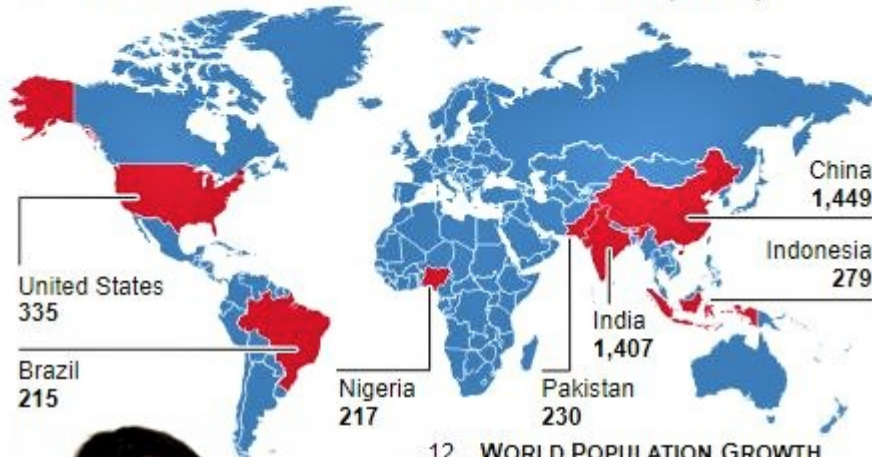 China
1,449
Indonesia
279
United States
335
India
1,407
Brazil
215
Nigeria
217
Pakistan
230
12 WORLD POPULATION GROWTH